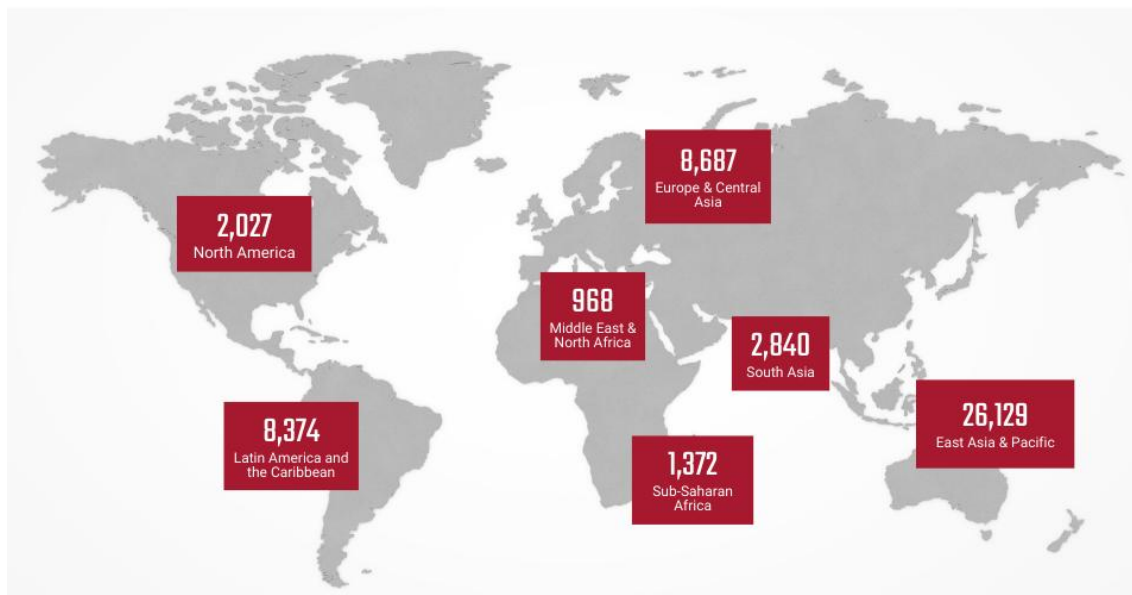 8,687
Europe & Central
Asia
2,027
North America
968
Middle East &
North Africa
2,840
South Asia
26,129
East Asia & Pacific
8,374
Latin America and
the Caribbean
1,372
Sub-Saharan
Africa